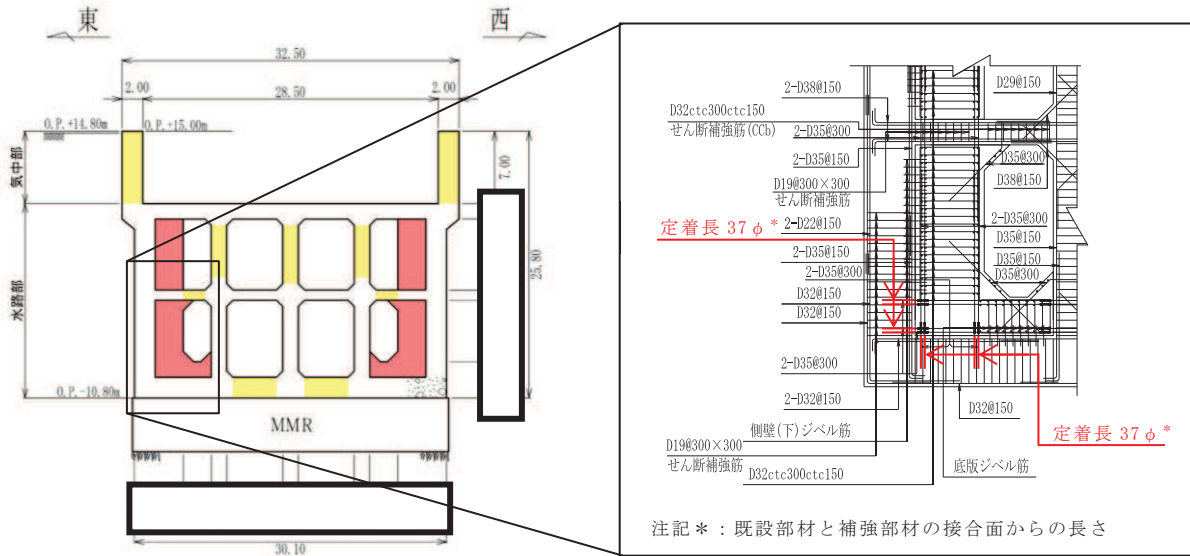 東
西
32.50
2.00
28.50
2.00
O.P.+14.80m
O.P.+15.00m
気中部
7.00
水路部
25.80
O.P.-10.80m
MMR
30.10
2-D38@150
D29@150
D32ctc300ctc150
せん断補強筋(CCb)
2-D35@300
2-D35@150
D35@300
D38@150
D19@300×300
せん断補強筋
定着長 37φ*
2-D22@150
2-D35@300
2-D35@150
D35@150
2-D35@300
D35@150
D35@300
D32@150
D32@150
2-D35@300
2-D32@150
D32@150
側壁(下)ジベル筋
定着長 37φ*
D19@300×300
せん断補強筋
底版ジベル筋
D32ctc300ctc150
注記＊：既設部材と補強部材の接合面からの長さ